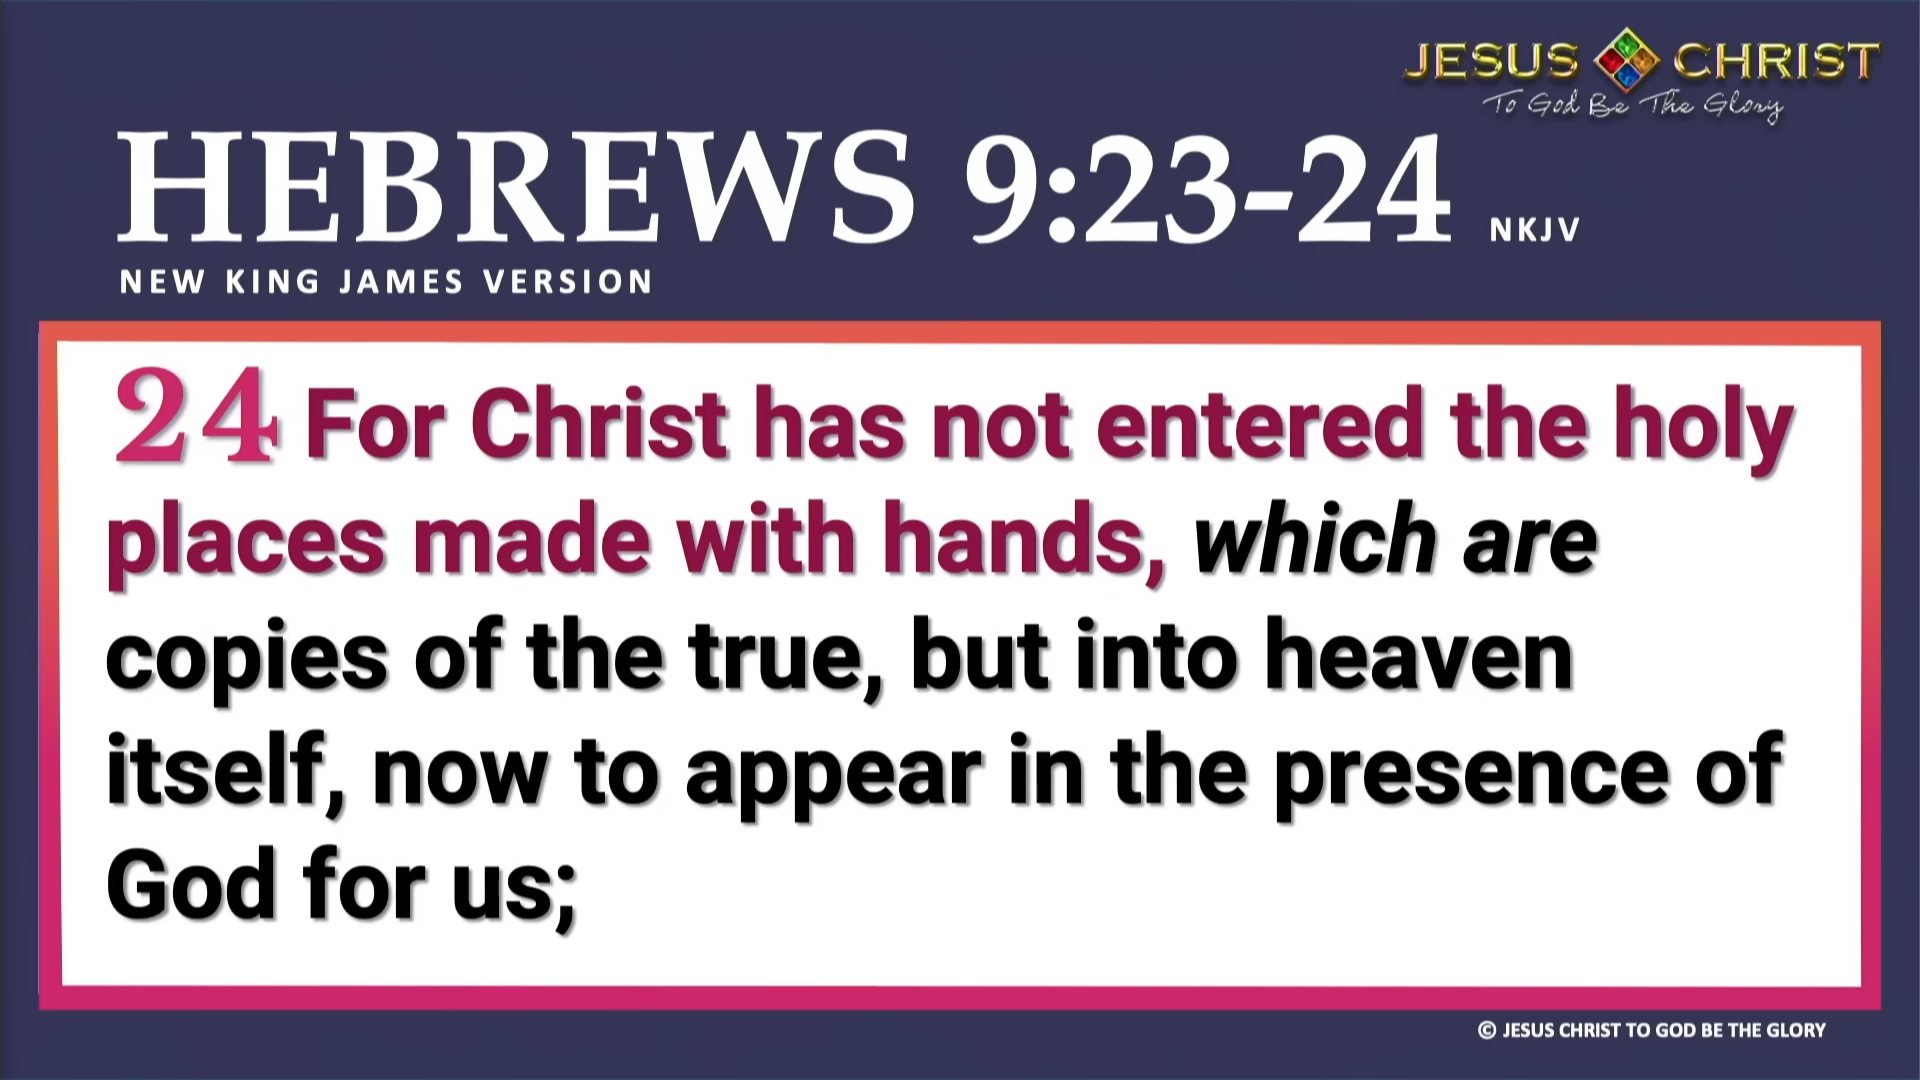 JESUS CHRIST
To God Be The Glory
HEBREWS 9:23-24 NKJV
NEW KING JAMES VERSION
24 For Christ has not entered the holy
places made with hands, which are
copies of the true, but into heaven
itself, now to appear in the presence of
God for us;
© JESUS CHRIST TO GOD BE THE GLORY